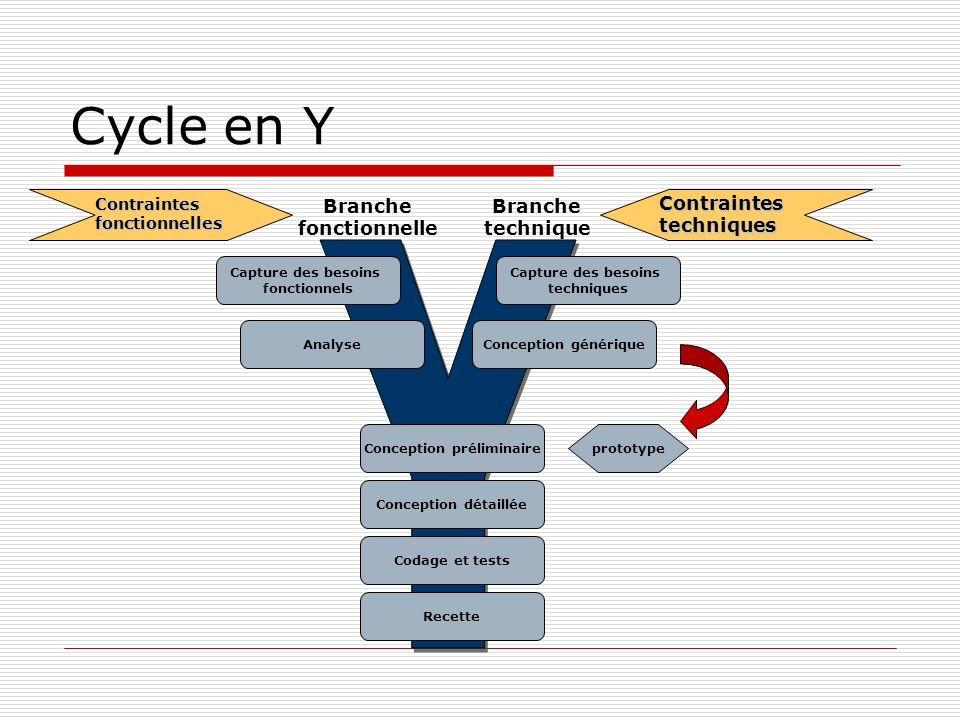 Cycle en Y
Contraintes
fonctionnelles
Branche
fonctionnelle
Branche
technique
Contraintes
techniques
Capture des besoins
fonctionnels
Capture des besoins
techniques
Analyse
Conception générique
Conception préliminaire
prototype
Conception détaillée
Codage et tests
Recette